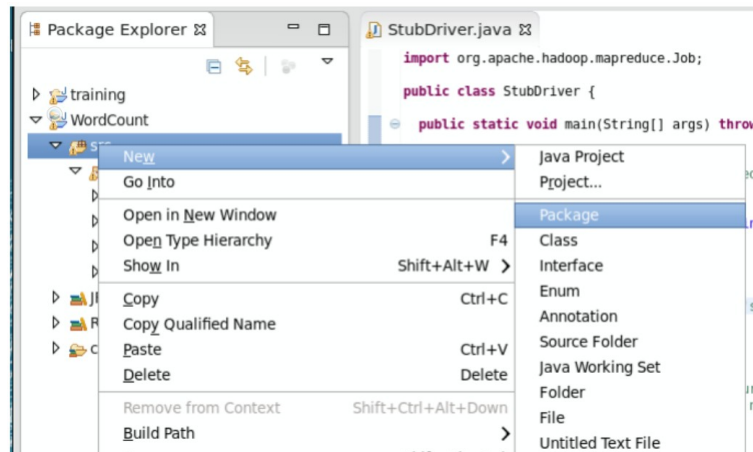 Package Explorer
StubDriver.java
import org.apache.hadoop.mapreduce.Job;
public class StubDriver {
public static void main(String[] args) throw
training
WordCount
New
Go Into
Open in New Window
Open Type Hierarchy F4
Show In Shift+Alt+W
Copy Ctrl+C
Copy Qualified Name
Paste Ctrl+V
Delete Delete
Remove from Context Shift+Ctrl+Alt+Down
Build Path
Java Project
Project...
Package
Class
Interface
Enum
Annotation
Source Folder
Java Working Set
Folder
File
Untitled Text File